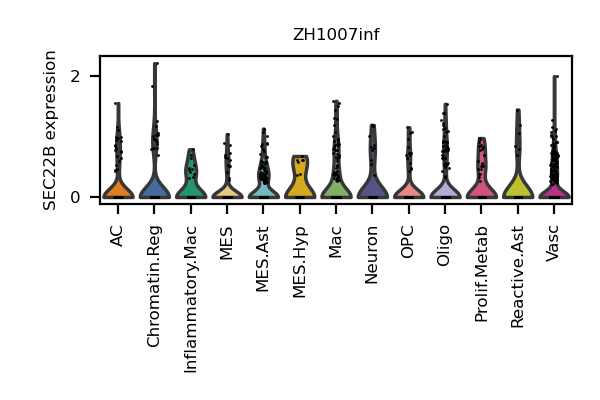 ZH1007inf
SEC22B expression
2
0
AC
Chromatin.Reg
Inflammatory.Mac
MES
MES.Ast
MES.Hyp
Mac
Neuron
OPC
Oligo
Prolif.Metab
Reactive.Ast
Vasc